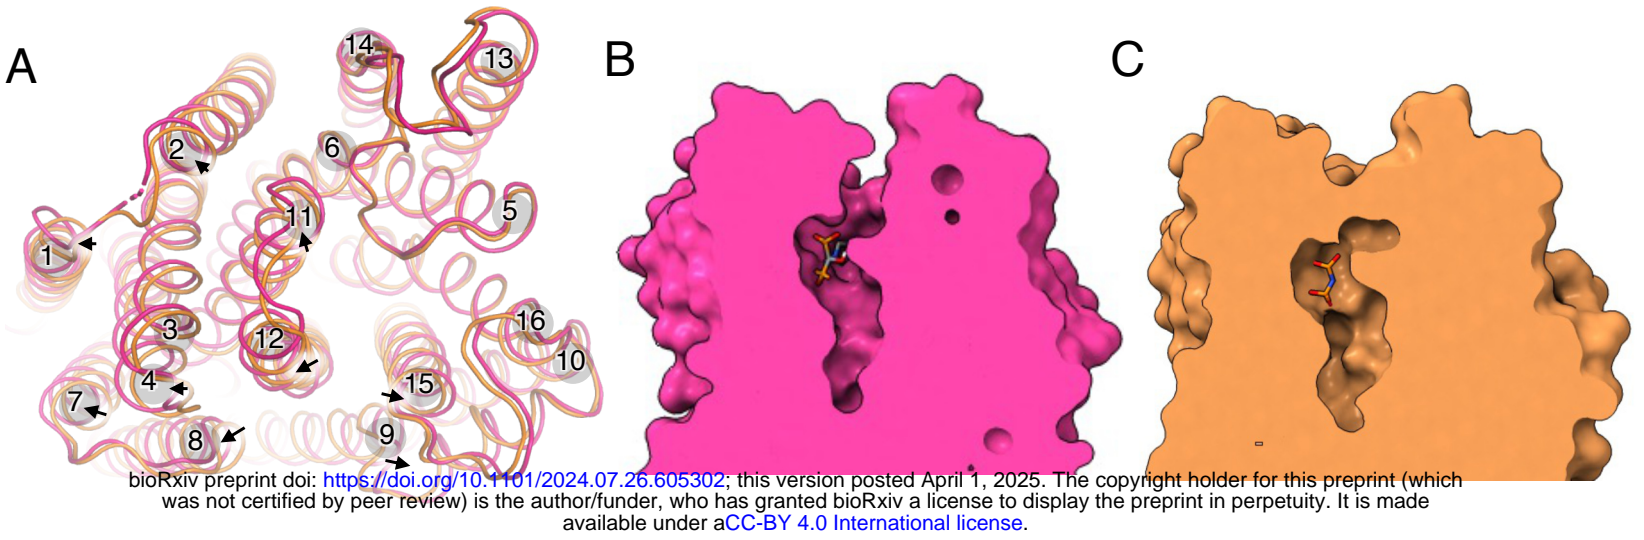 A
B
C
14
13
2
6
11
5
1
3
12
16
10
4
15
7
8
9
bioRxiv preprint doi: https://doi.org/10.1101/2024.07.26.605302; this version posted April 1, 2025. The copyright holder for this preprint (which
was not certified by peer review) is the author/funder, who has granted bioRxiv a license to display the preprint in perpetuity. It is made
available under aCC-BY 4.0 International license.